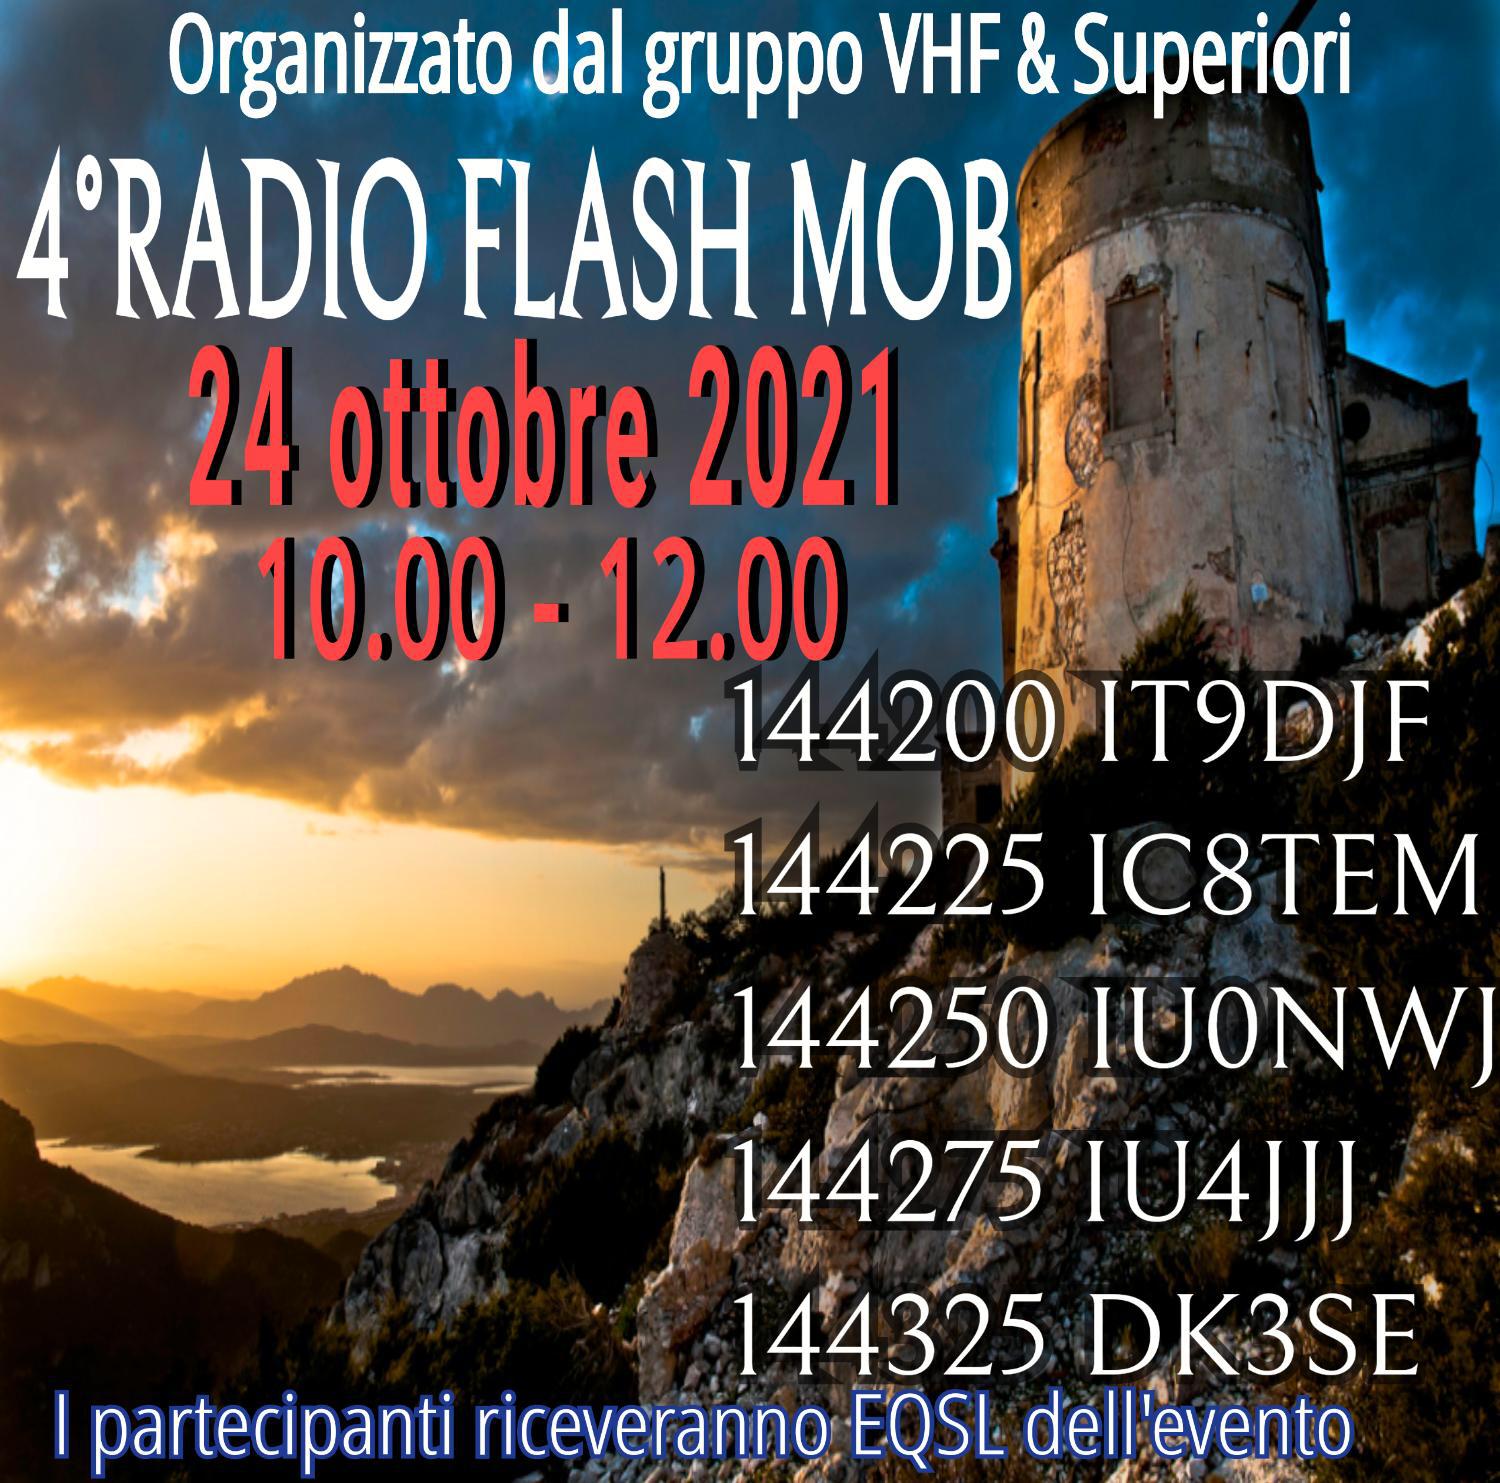 Organizzato dal gruppo VHF & Superiori
4°RADIO FLASH MOB
24 ottobre 2021
10.00 - 12.00
144200 IT9DJF
144225 IC8TEM
144250 IU0NWJ
144275 IU4JJJ
144325 DK3SE
I partecipanti riceveranno EQSL dell'evento